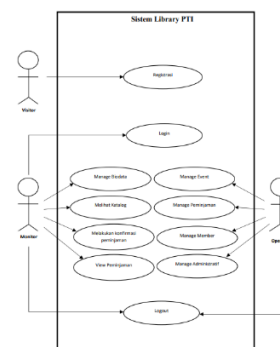 Sistem Library PTI
Registrasi
Visitor
Login
Manage Biodata
Manage Event
Melihat Katalog
Manage Peminjaman
Melakukan konfirmasi
peminjaman
Manage Member
View Peminjaman
Manage Administratif
Member
Ope
Logout